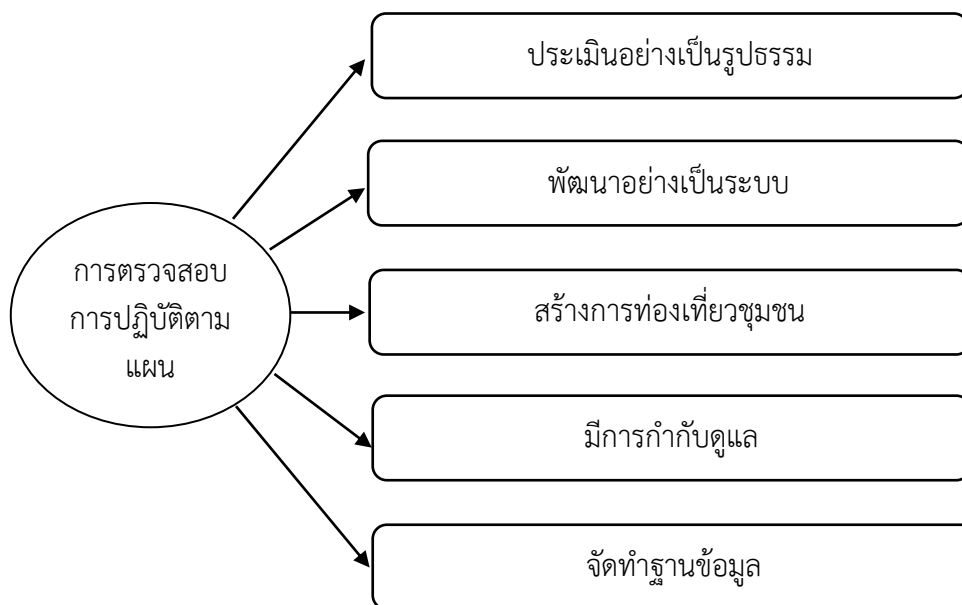 ประเมินอย่างเป็นรูปธรรม
พัฒนาอย่างเป็นระบบ
การตรวจสอบ
การปฏิบัติตาม
แผน
สร้างการท่องเที่ยวชุมชน
มีการกำกับดูแล
จัดทำฐานข้อมูล